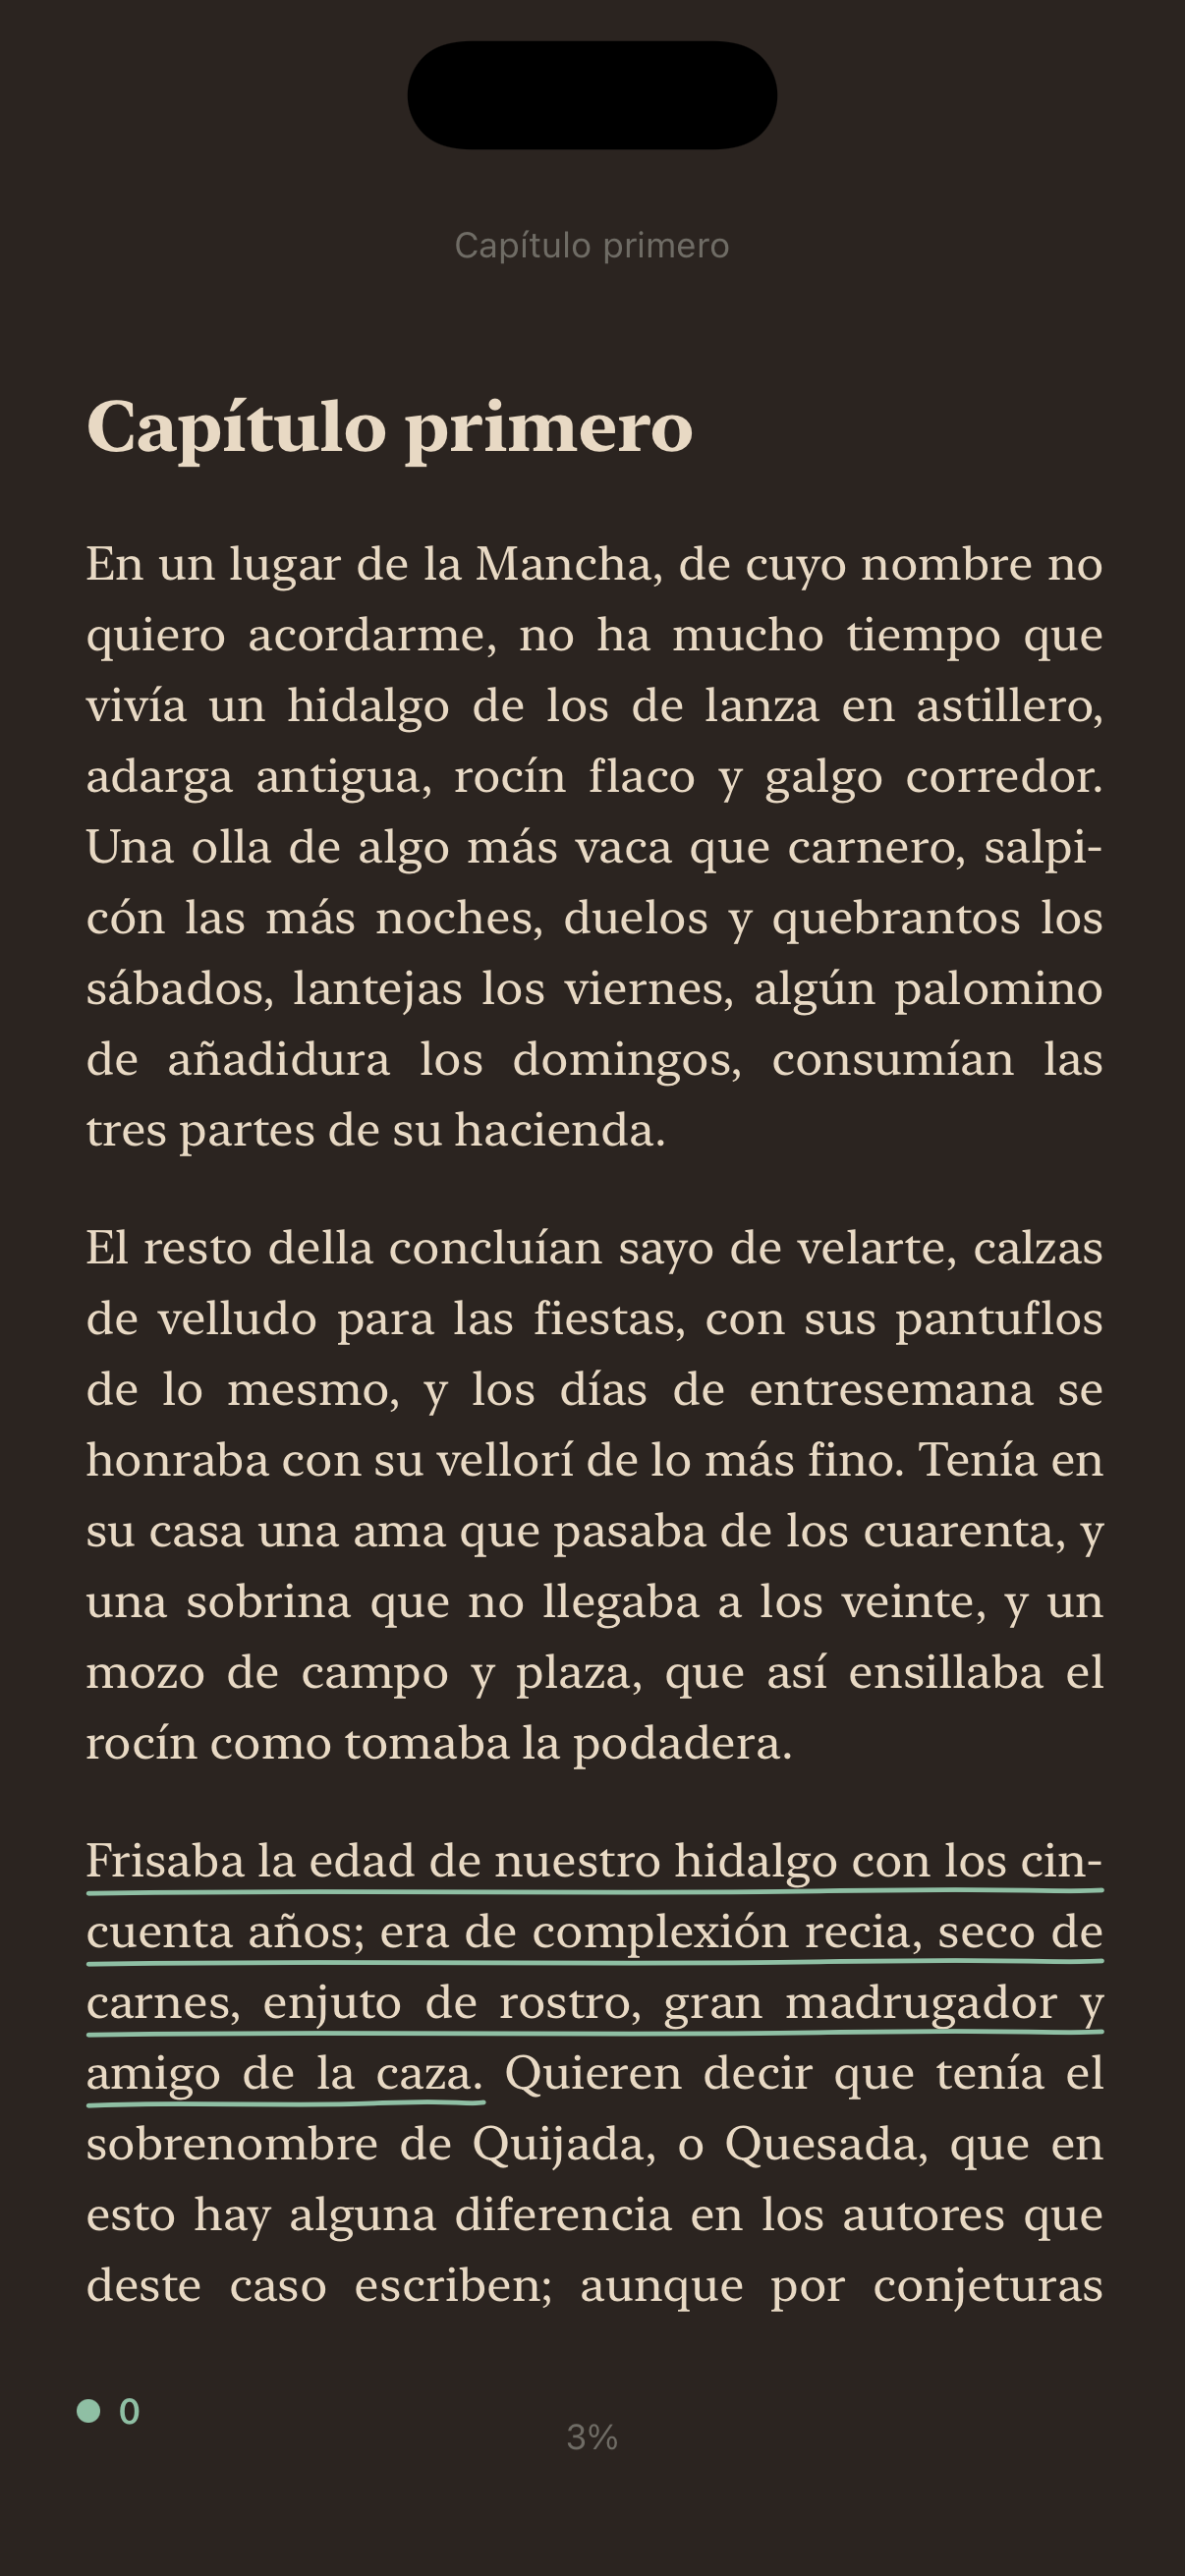 Capítulo primero
Capítulo primero
En un lugar de la Mancha, de cuyo nombre no
quiero acordarme, no ha mucho tiempo que
vivía un hidalgo de los de lanza en astillero,
adarga antigua, rocín flaco y galgo corredor.
Una olla de algo más vaca que carnero, salpi-
cón las más noches, duelos y quebrantos los
sábados, lantejas los viernes, algún palomino
de añadidura los domingos, consumían las
tres partes de su hacienda.
El resto della concluían sayo de velarte, calzas
de velludo para las fiestas, con sus pantuflos
de lo mesmo, y los días de entresemana se
honraba con su vellorí de lo más fino. Tenía en
su casa una ama que pasaba de los cuarenta, y
una sobrina que no llegaba a los veinte, y un
mozo de campo y plaza, que así ensillaba el
rocín como tomaba la podadera.
Frisaba la edad de nuestro hidalgo con los cin-
cuenta años; era de complexión recia, seco de
carnes, enjuto de rostro, gran madrugador y
amigo de la caza. Quieren decir que tenía el
sobrenombre de Quijada, o Quesada, que en
esto hay alguna diferencia en los autores que
deste caso escriben; aunque por conjeturas
0
3%